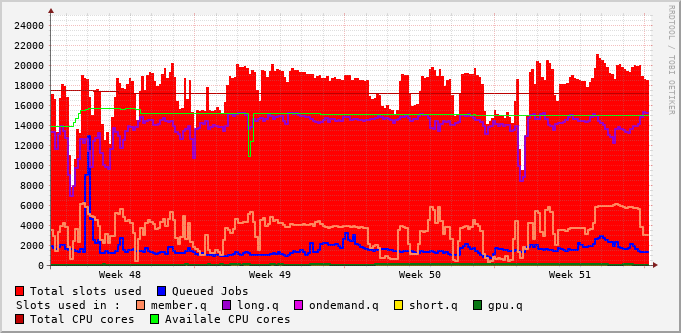 RRDTOOL / TOBI OETIKER
24000
22000
20000
18000
16000
14000
12000
10000
8000
6000
4000
2000
0
Week 48 Week 49 Week 50 Week 51
Total slots used Queued Jobs
Slots used in : member.q long.q ondemand.q short.q gpu.q
Total CPU cores Availale CPU cores